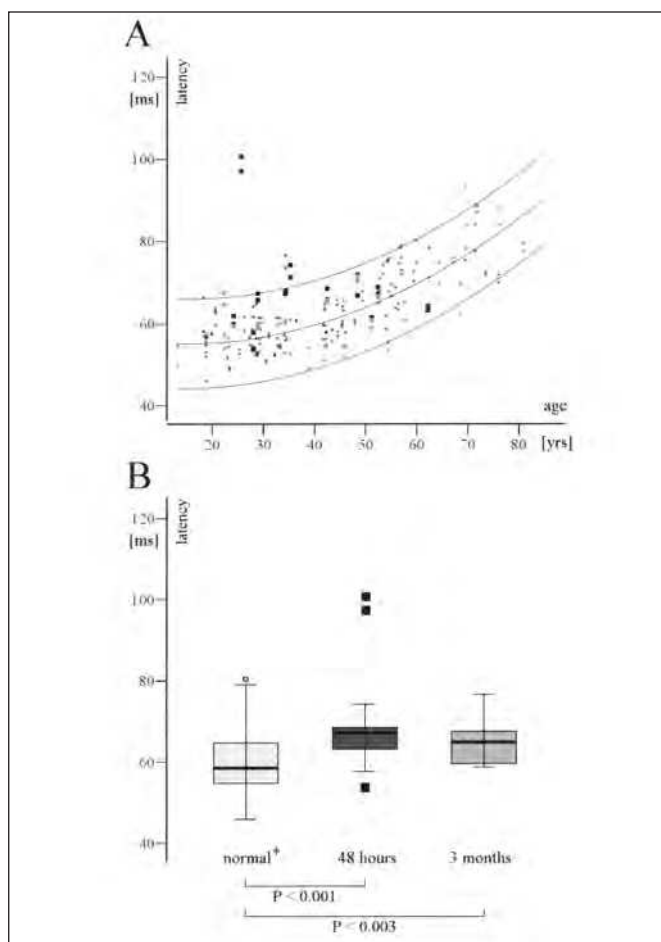 A
120
[ms]
latency
100
80
60
40
age
20 30 40 50 60 70 80 [yrs]
B
120
[ms]
latency
100
80
60
40
normal* 48 hours 3 months
P < 0.001
P < 0.003